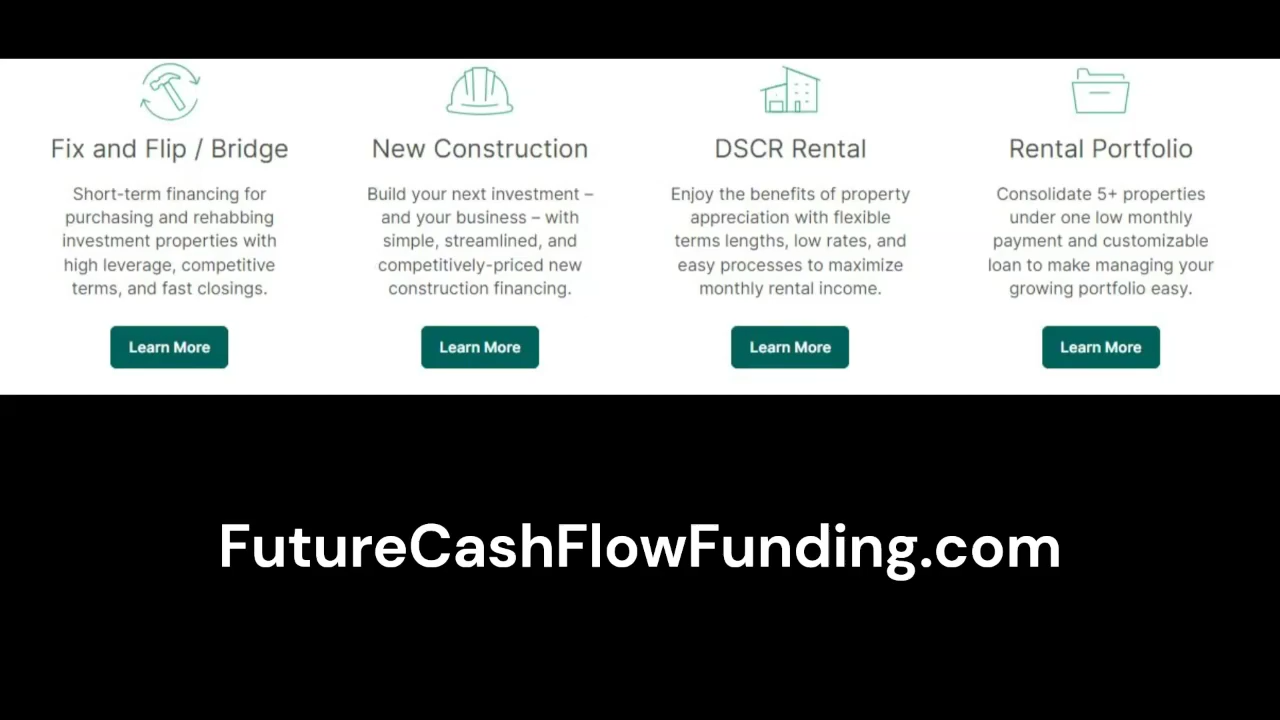 Fix and Flip / Bridge
Short-term financing for
purchasing and rehabbing
investment properties with
high leverage, competitive
terms, and fast closings.
Learn More
New Construction
Build your next investment –
and your business – with
simple, streamlined, and
competitively-priced new
construction financing.
Learn More
DSCR Rental
Enjoy the benefits of property
appreciation with flexible
terms lengths, low rates, and
easy processes to maximize
monthly rental income.
Learn More
Rental Portfolio
Consolidate 5+ properties
under one low monthly
payment and customizable
loan to make managing your
growing portfolio easy.
Learn More
FutureCashFlowFunding.com